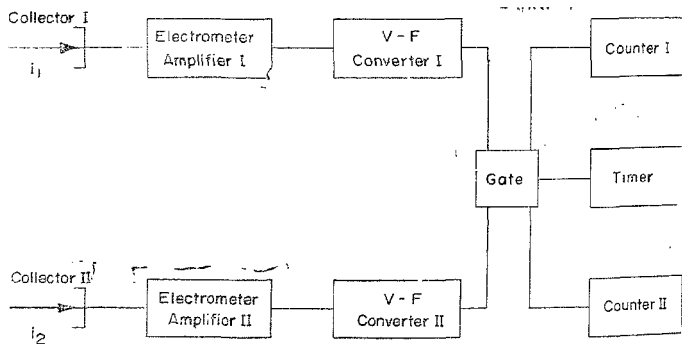 Collector I
i1
Electrometer
Amplifier I
V - F
Converter I
Counter I
Gate
Timer
Collector II
i2
Electrometer
Amplifier II
V - F
Converter II
Counter II